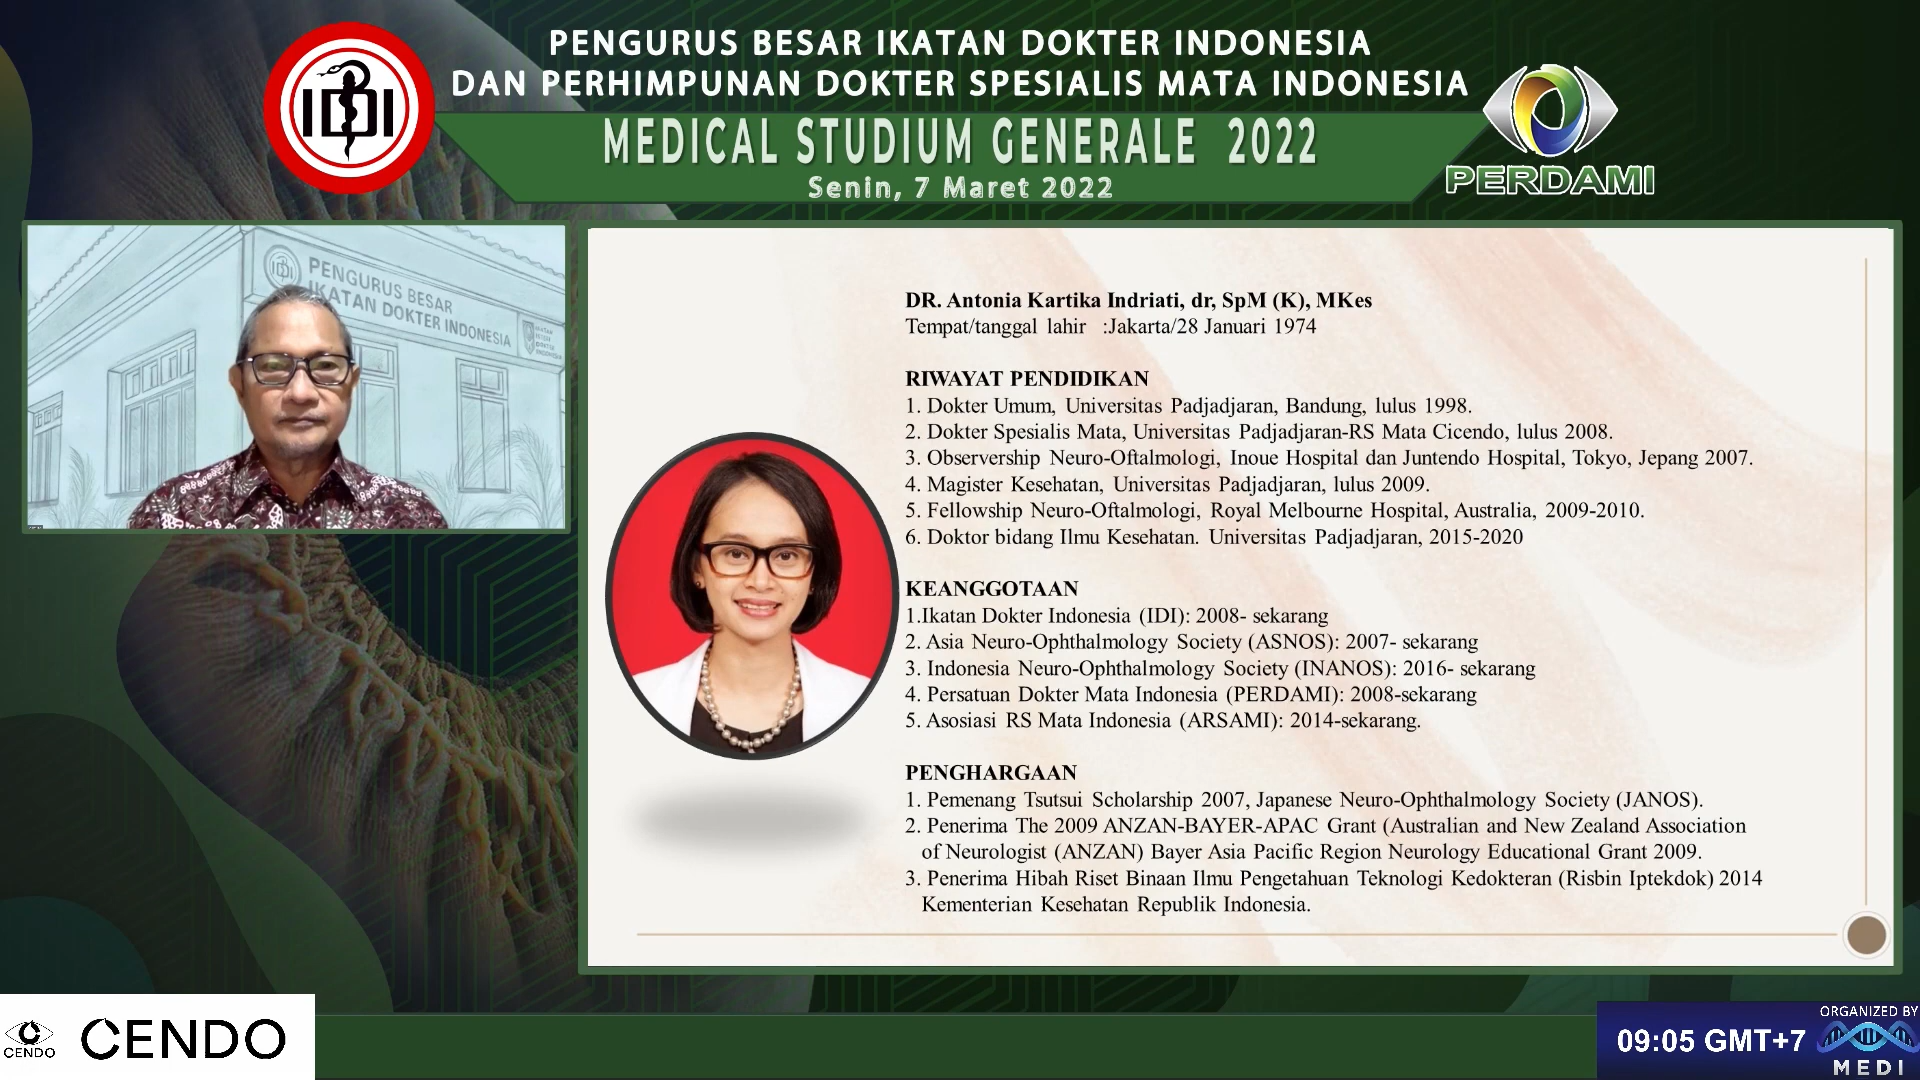 PENGURUS BESAR IKATAN DOKTER INDONESIA
DAN PERHIMPUNAN DOKTER SPESIALIS MATA INDONESIA
IDI
MEDICAL STUDIUM GENERALE 2022
Senin, 7 Maret 2022
PERDAMI
IDI
PENGURUS BESAR
IKATAN DOKTER INDONESIA
DR. Antonia Kartika Indriati, dr, SpM (K), MKes
Tempat/tanggal lahir :Jakarta/28 Januari 1974
RIWAYAT PENDIDIKAN
1. Dokter Umum, Universitas Padjadjaran, Bandung, lulus 1998.
2. Dokter Spesialis Mata, Universitas Padjadjaran-RS Mata Cicendo, lulus 2008.
3. Observership Neuro-Oftalmologi, Inoue Hospital dan Juntendo Hospital, Tokyo, Jepang 2007.
4. Magister Kesehatan, Universitas Padjadjaran, lulus 2009.
5. Fellowship Neuro-Oftalmologi, Royal Melbourne Hospital, Australia, 2009-2010.
6. Doktor bidang Ilmu Kesehatan. Universitas Padjadjaran, 2015-2020
KEANGGOTAAN
1.Ikatan Dokter Indonesia (IDI): 2008- sekarang
2. Asia Neuro-Ophthalmology Society (ASNOS): 2007- sekarang
3. Indonesia Neuro-Ophthalmology Society (INANOS): 2016- sekarang
4. Persatuan Dokter Mata Indonesia (PERDAMI): 2008-sekarang
5. Asosiasi RS Mata Indonesia (ARSAMI): 2014-sekarang.
PENGHARGAAN
1. Pemenang Tsutsui Scholarship 2007, Japanese Neuro-Ophthalmology Society (JANOS).
2. Penerima The 2009 ANZAN-BAYER-APAC Grant (Australian and New Zealand Association
of Neurologist (ANZAN) Bayer Asia Pacific Region Neurology Educational Grant 2009.
3. Penerima Hibah Riset Binaan Ilmu Pengetahuan Teknologi Kedokteran (Risbin Iptekdok) 2014
Kementerian Kesehatan Republik Indonesia.
CENDO
CENDO
09:05 GMT+7
ORGANIZED BY
MEDI